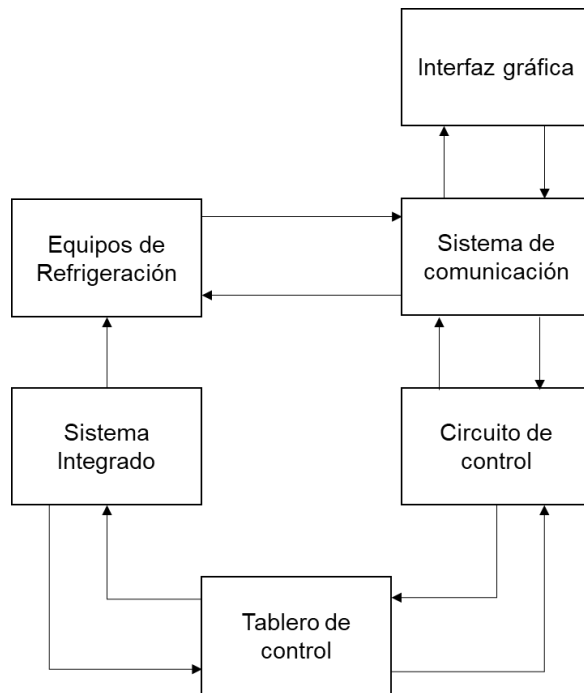 Interfaz gráfica
Equipos de
Refrigeración
Sistema de
comunicación
Sistema
Integrado
Circuito de
control
Tablero de
control